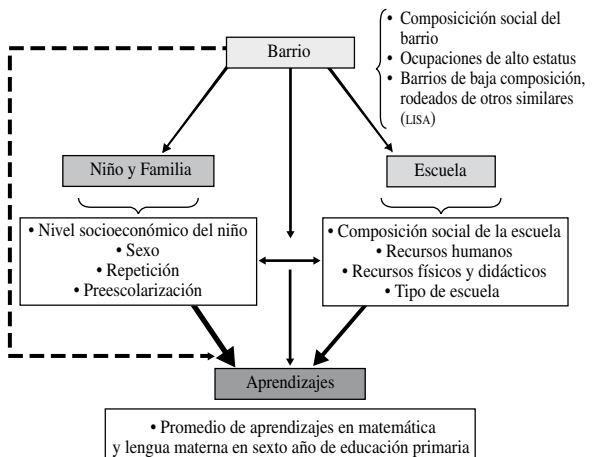 Barrio
• Composicición social del
barrio
• Ocupaciones de alto estatus
• Barrios de baja composición,
rodeados de otros similares
(LISA)
Niño y Familia
Escuela
• Nivel socioeconómico del niño
• Sexo
• Repetición
• Preescolarización
• Composición social de la escuela
• Recursos humanos
• Recursos físicos y didácticos
• Tipo de escuela
Aprendizajes
• Promedio de aprendizajes en matemática
y lengua materna en sexto año de educación primaria